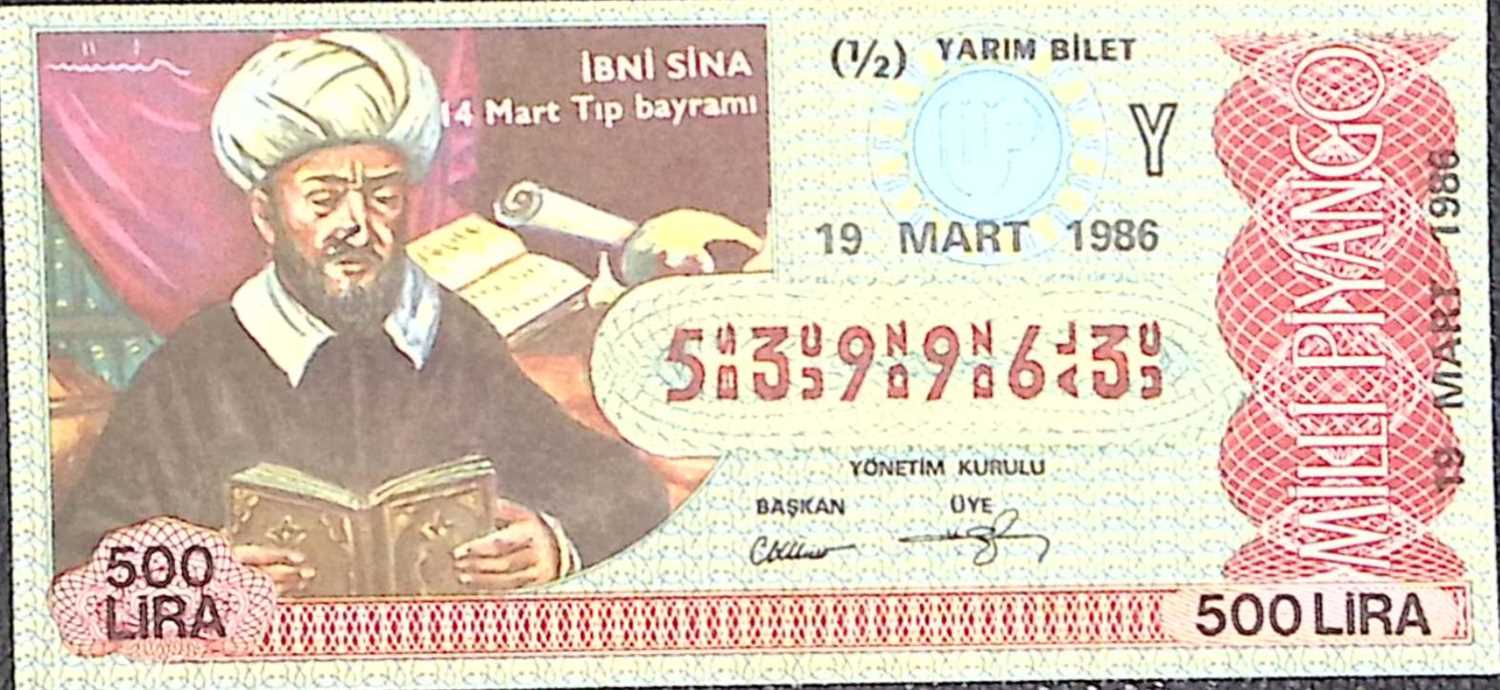 İBNİ SİNA
14 Mart Tıp bayramı
(1/2) YARIM BİLET
Y
19 MART 1986
5 3 9 9 6 3
YÖNETİM KURULU
BAŞKAN ÜYE
500
LİRA
500 LİRA
MİLLİ PİYANGO
19 MART 1986